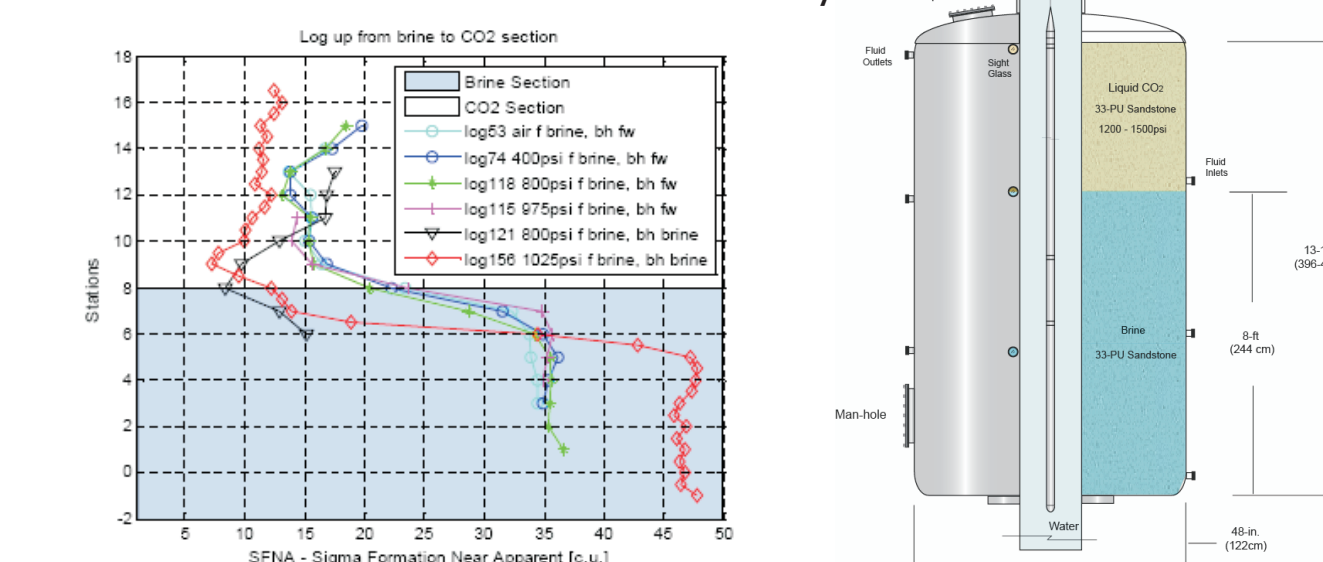 Log up from brine to CO2 section
18
16
14
12
10
8
6
4
2
0
-2
Stations
5
10
15
20
25
30
35
40
45
50
SFNA - Sigma Formation Near Apparent [c.u.]
Brine Section
CO2 Section
log53 air f brine, bh fw
log74 400psi f brine, bh fw
log118 800psi f brine, bh fw
log115 975psi f brine, bh fw
log121 800psi f brine, bh brine
log156 1025psi f brine, bh brine
Fluid
Outlets
Sight
Glass
Liquid CO2
33-PU Sandstone
1200 - 1500psi
Fluid
Inlets
Brine
33-PU Sandstone
8-ft
(244 cm)
Man-hole
Water
48-in.
(122cm)